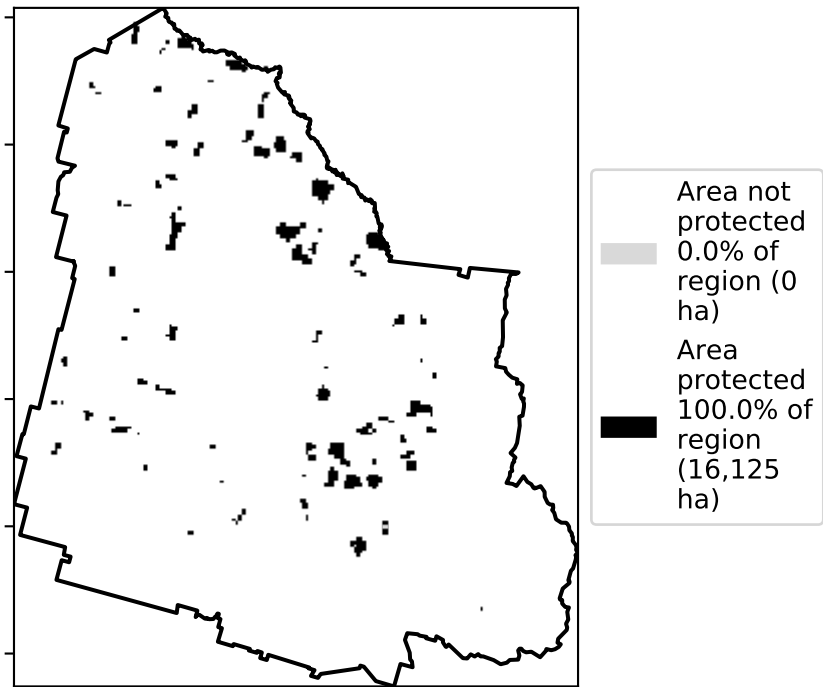 Area not
protected
0.0% of
region (0
ha)
Area
protected
100.0% of
region
(16,125
ha)